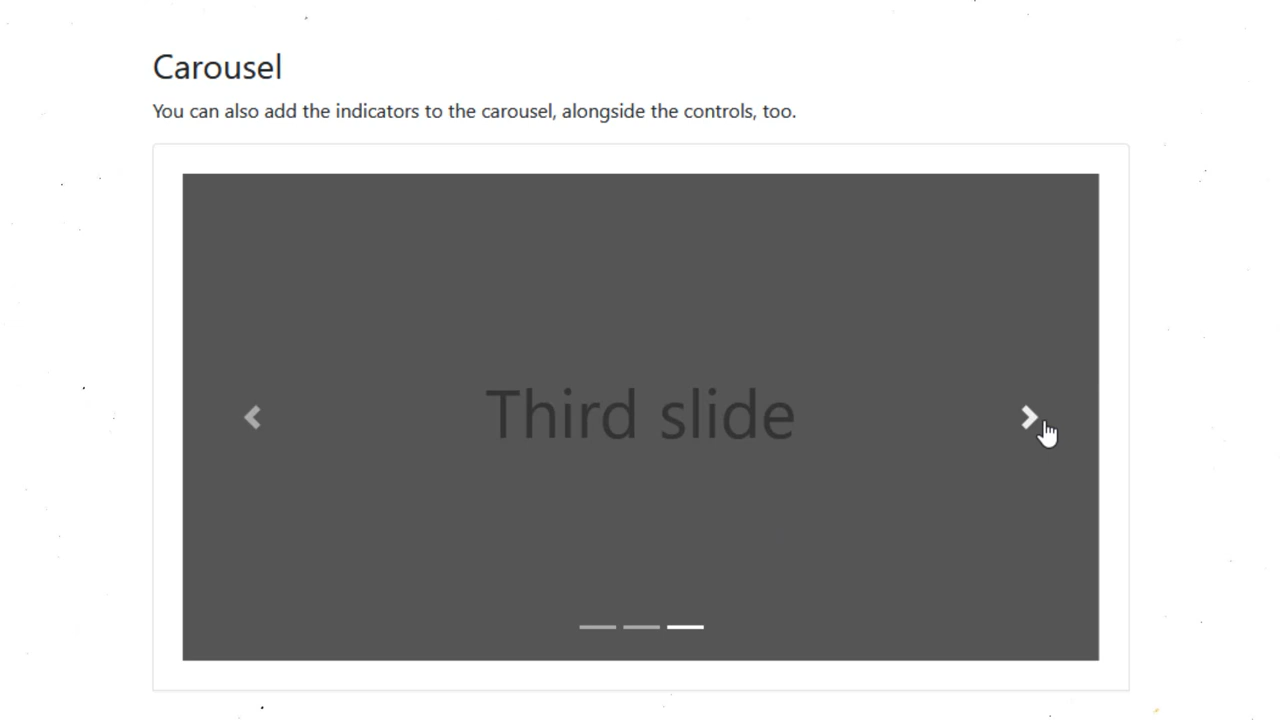 Carousel
You can also add the indicators to the carousel, alongside the controls, too.
Third slide